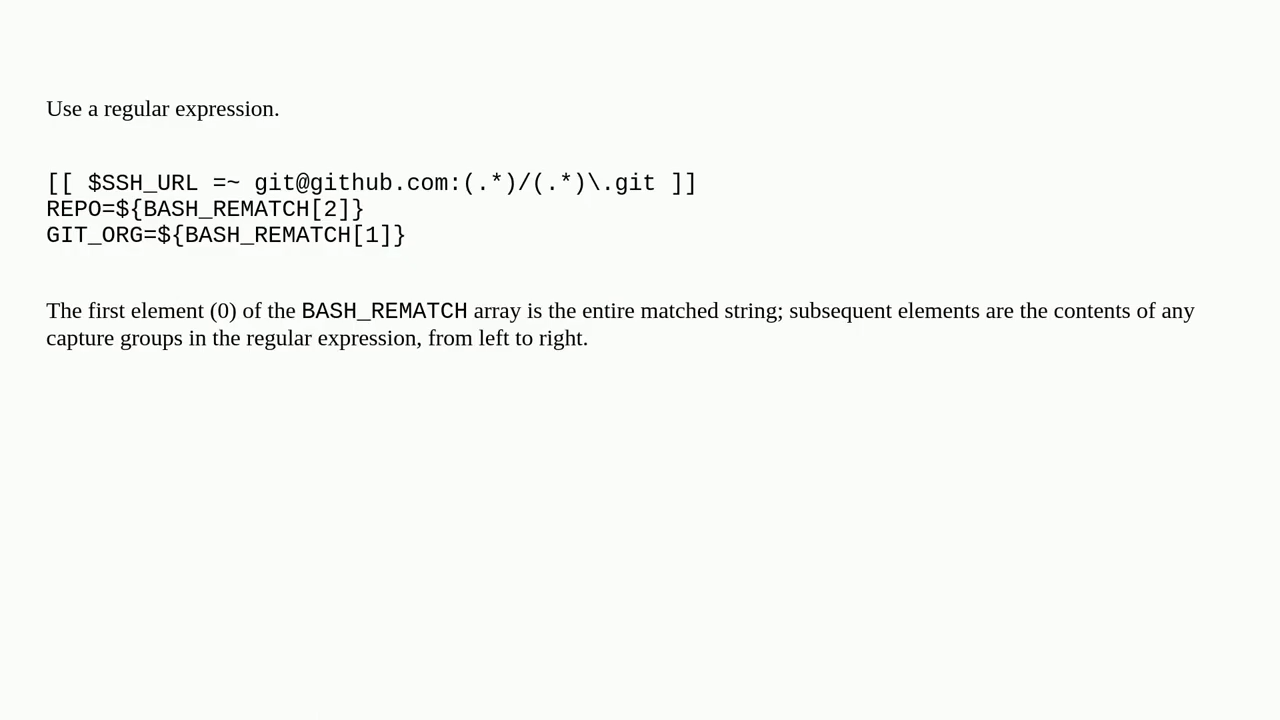 Use a regular expression.
[[ $SSH_URL =~ git@github.com:(.*)/(.*)\.git ]]
REPO=${BASH_REMATCH[2]}
GIT_ORG=${BASH_REMATCH[1]}
The first element (0) of the BASH_REMATCH array is the entire matched string; subsequent elements are the contents of any
capture groups in the regular expression, from left to right.